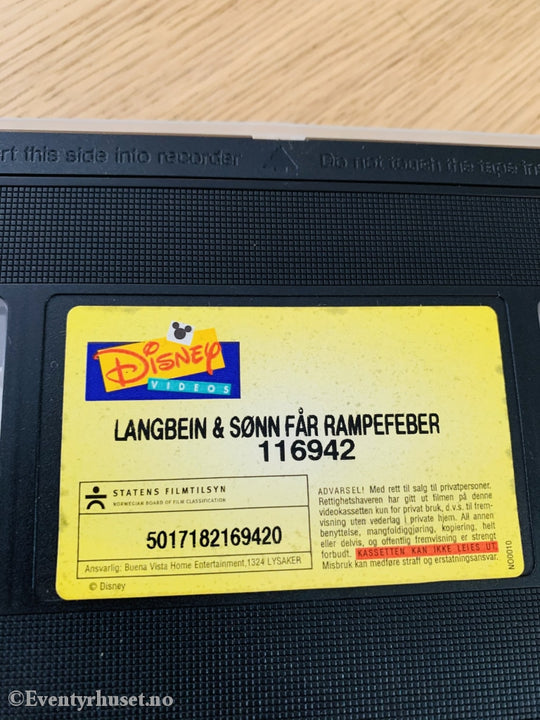 rt this side into recorder
Do not touch the tape ins
DISNEY
VIDEOS
LANGBEIN & SØNN FÅR RAMPEFEBER
116942
STATENS FILMTILSYN
NORWEGIAN BOARD OF FILM CLASSIFICATION
5017182169420
Ansvarlig: Buena Vista Home Entertainment,1324 LYSAKER
© Disney
ADVARSEL! Med rett til salg til privatpersoner.
Rettighetshaveren har gitt ut filmen på denne
videokassetten kun for privat bruk, d.v.s. til frem-
visning uten vederlag i private hjem. All annen
benyttelse, mangfoldiggjøring, kopiering, helt
eller delvis, og offentlig fremvisning er strengt
forbudt. KASSETTEN KAN IKKE LEIES UT.
Misbruk kan medføre straff og erstatningsansvar.
NO0010
©Eventyrhuset.no